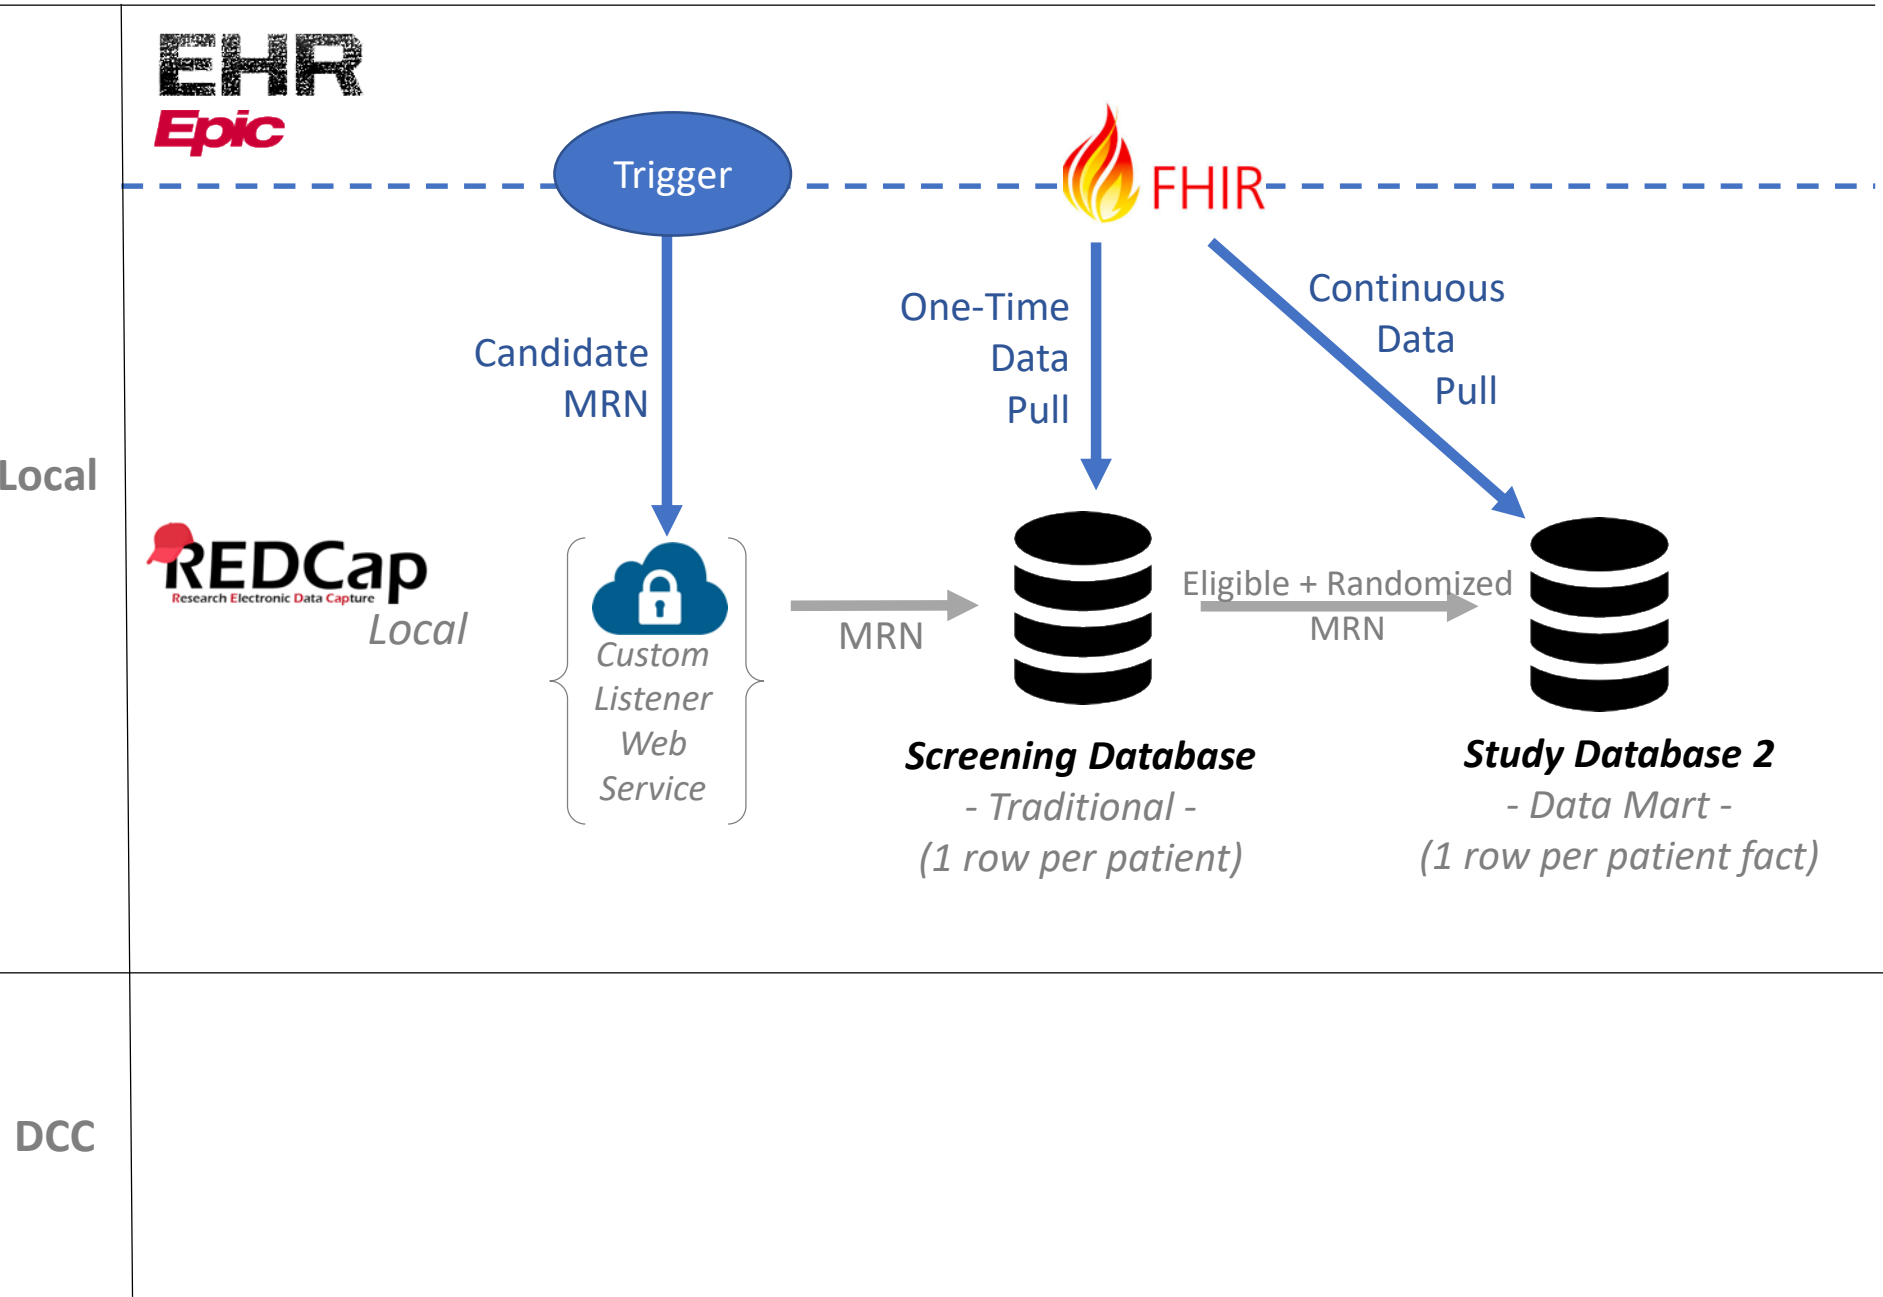 EHR
Epic
Trigger
FHIR
Candidate
MRN
One-Time
Data
Pull
Continuous
Data
Pull
Local
REDCap
Research Electronic Data Capture
Local
Custom
Listener
Web
Service
MRN
Eligible + Randomized
MRN
Screening Database
- Traditional -
(1 row per patient)
Study Database 2
- Data Mart -
(1 row per patient fact)
DCC